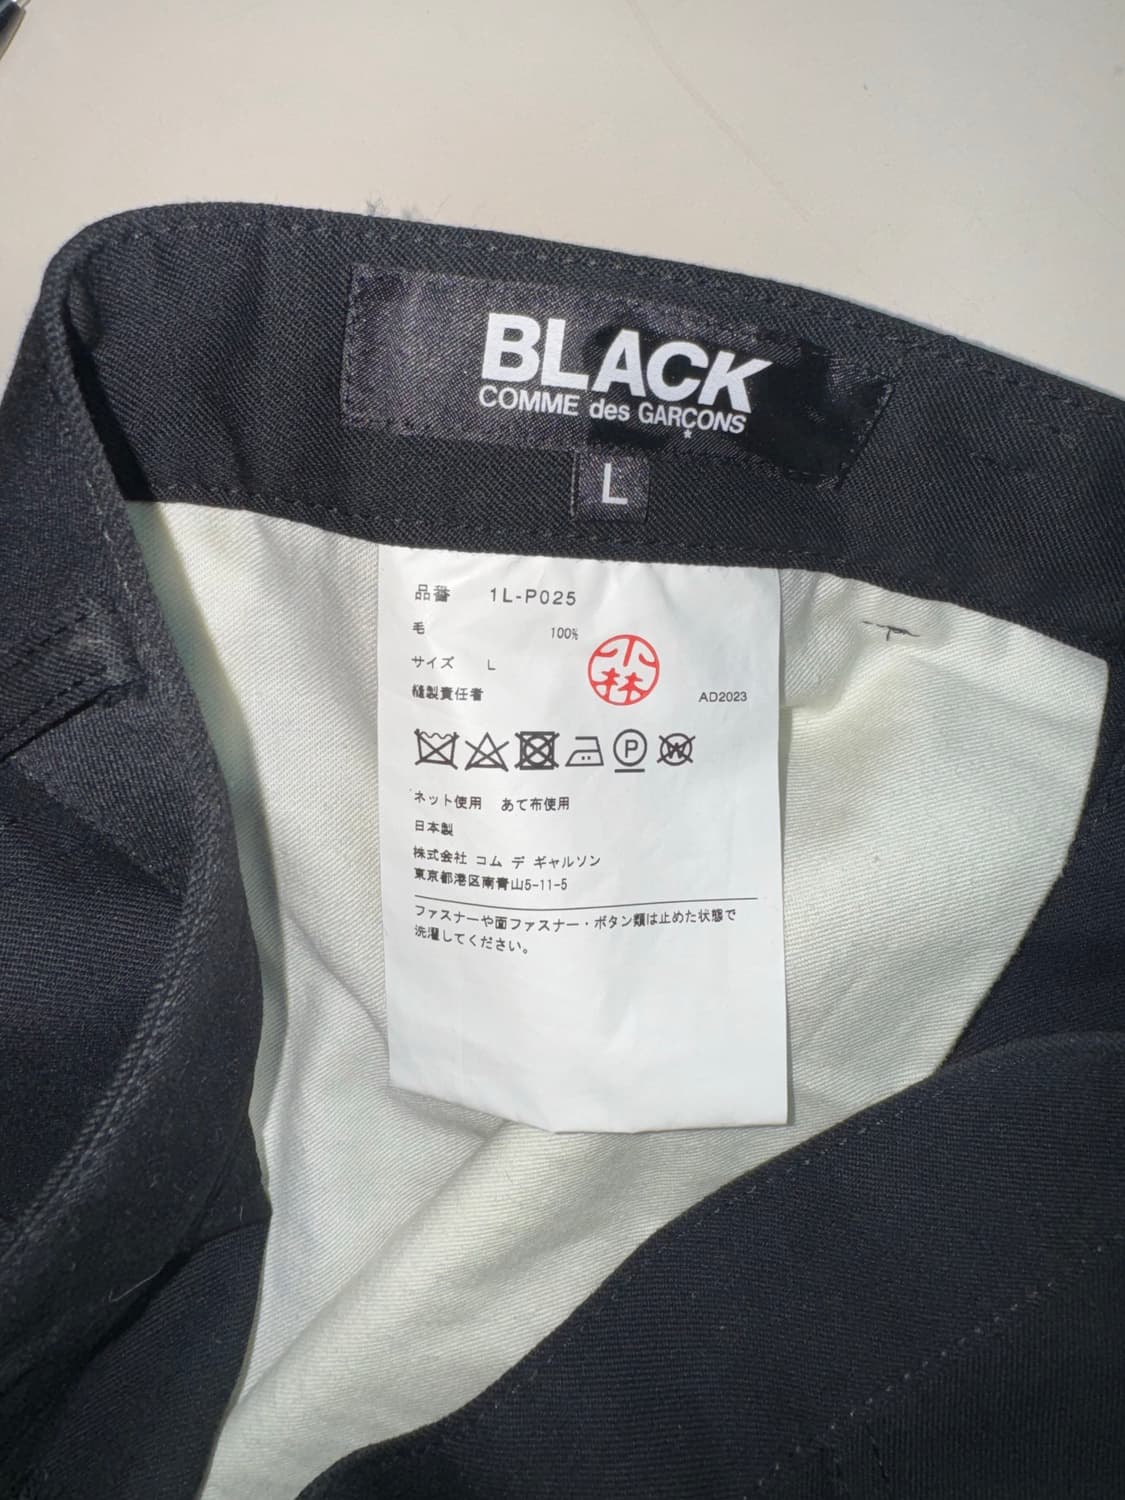 BLACK
COMME des GARÇONS
L
品番 1L-P025
毛 100%
サイズ L
縫製責任者
小林
AD2023
P
W
ネット使用 あて布使用
日本製
株式会社 コム デ ギャルソン
東京都港区南青山5-11-5
ファスナーや面ファスナー・ボタン類は止めた状態で
洗濯してください。